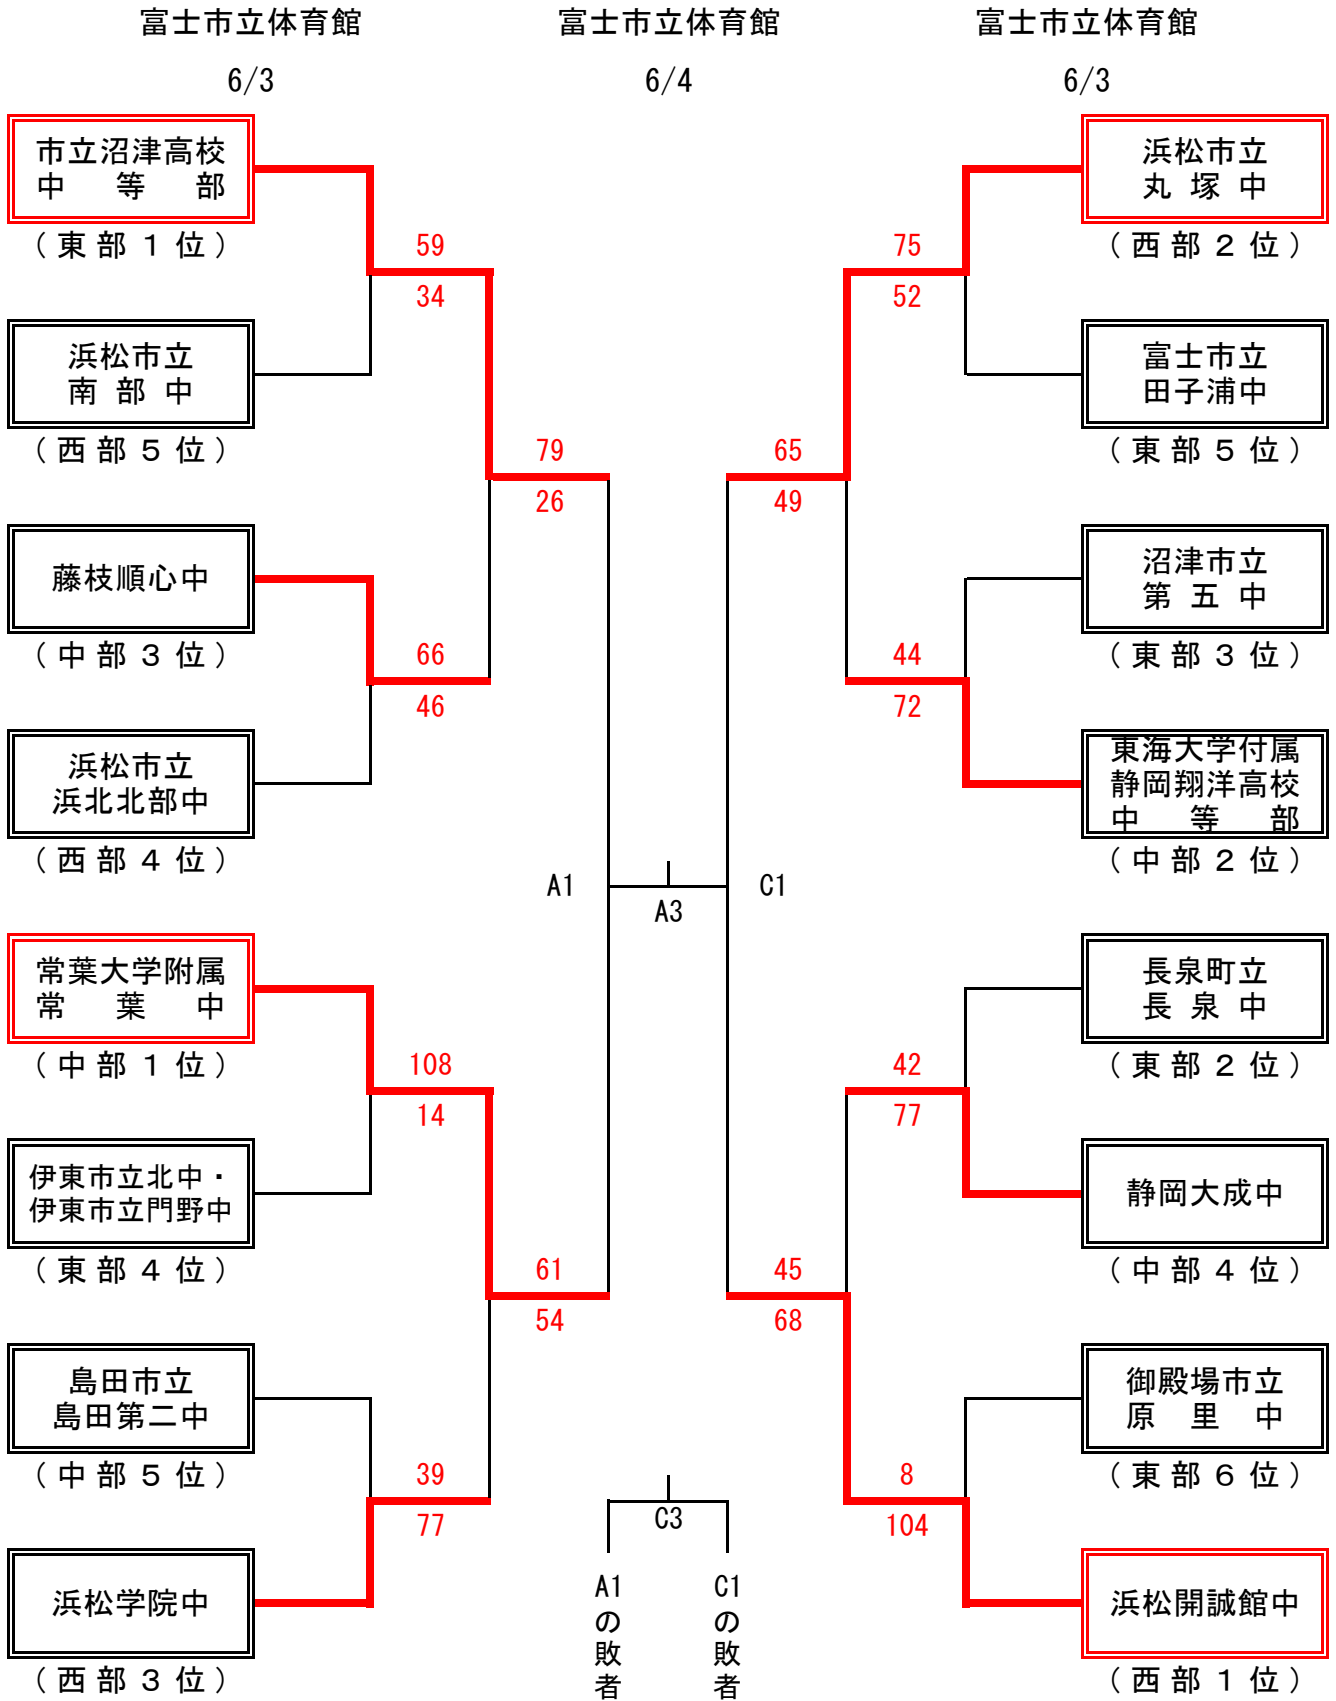 富士市立体育館 富士市立体育館 富士市立体育館
6/3 6/4 6/3
市立沼津高校
中等部
(東部1位)
浜松市立
南部中
(西部5位)
藤枝順心中
(中部3位)
浜松市立
浜北北部中
(西部4位)
常葉大学附属
常葉中
(中部1位)
伊東市立北中・
伊東市立門野中
(東部4位)
島田市立
島田第二中
(中部5位)
浜松学院中
(西部3位)
59
34
66
46
108
14
39
77
79
26
61
54
A1
A3
C1
C3
A1の敗者
C1の敗者
65
49
45
68
75
52
44
72
42
77
8
104
浜松市立
丸塚中
(西部2位)
富士市立
田子浦中
(東部5位)
沼津市立
第五中
(東部3位)
東海大学付属
静岡翔洋高校
中等部
(中部2位)
長泉町立
長泉中
(東部2位)
静岡大成中
(中部4位)
御殿場市立
原里中
(東部6位)
浜松開誠館中
(西部1位)